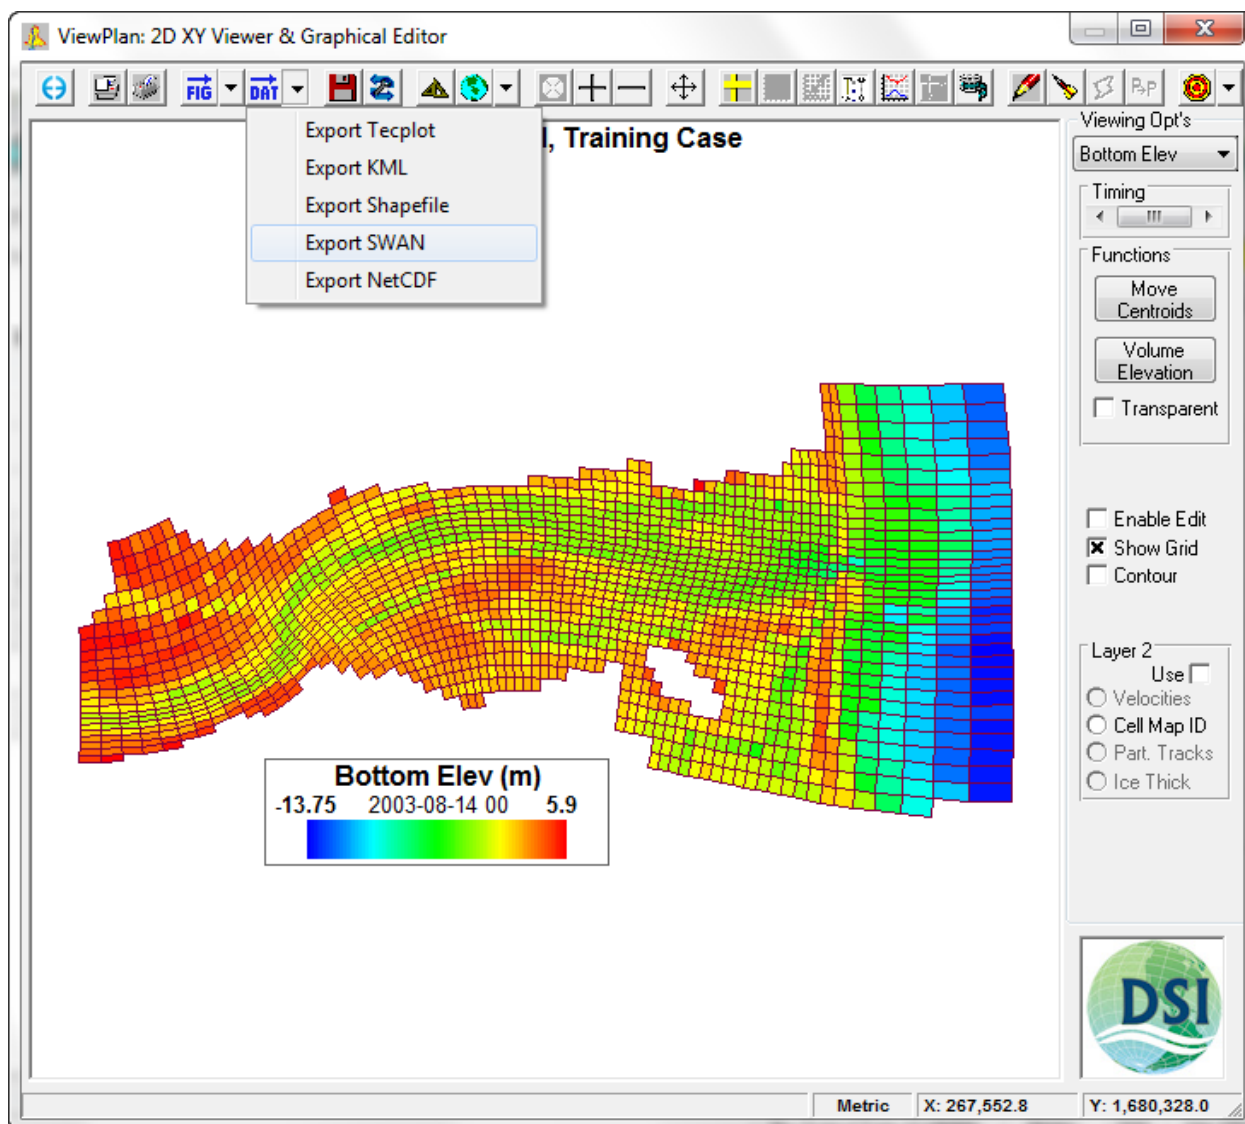 ViewPlan: 2D XY Viewer & Graphical Editor
FIG
DAT
P>P
Export Tecplot
Export KML
Export Shapefile
Export SWAN
Export NetCDF
, Training Case
Viewing Opt's
Bottom Elev
Timing
Functions
Move
Centroids
Volume
Elevation
Transparent
Enable Edit
Show Grid
Contour
Layer 2
Use
Velocities
Cell Map ID
Part. Tracks
Ice Thick
Bottom Elev (m)
-13.75 2003-08-14 00 5.9
DSI
Metric X: 267,552.8 Y: 1,680,328.0